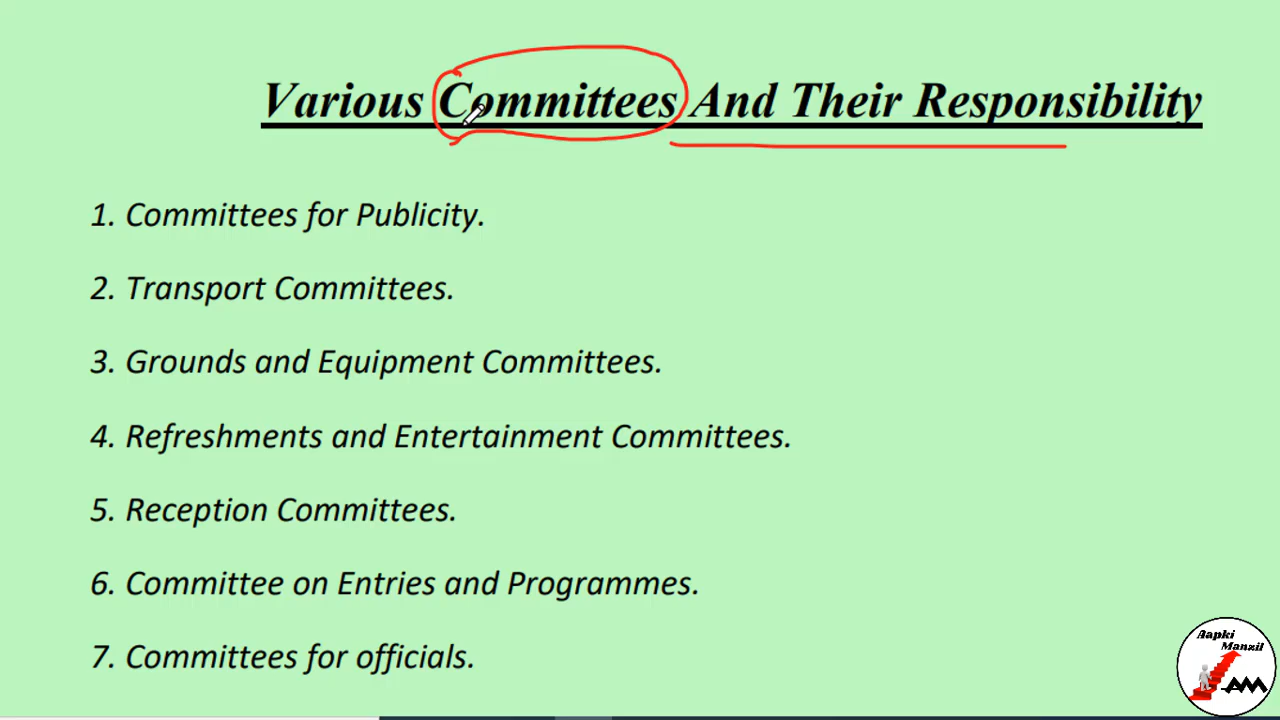 Various Committees And Their Responsibility
1. Committees for Publicity.
2. Transport Committees.
3. Grounds and Equipment Committees.
4. Refreshments and Entertainment Committees.
5. Reception Committees.
6. Committee on Entries and Programmes.
7. Committees for officials.
Aapki
Manzil
AM